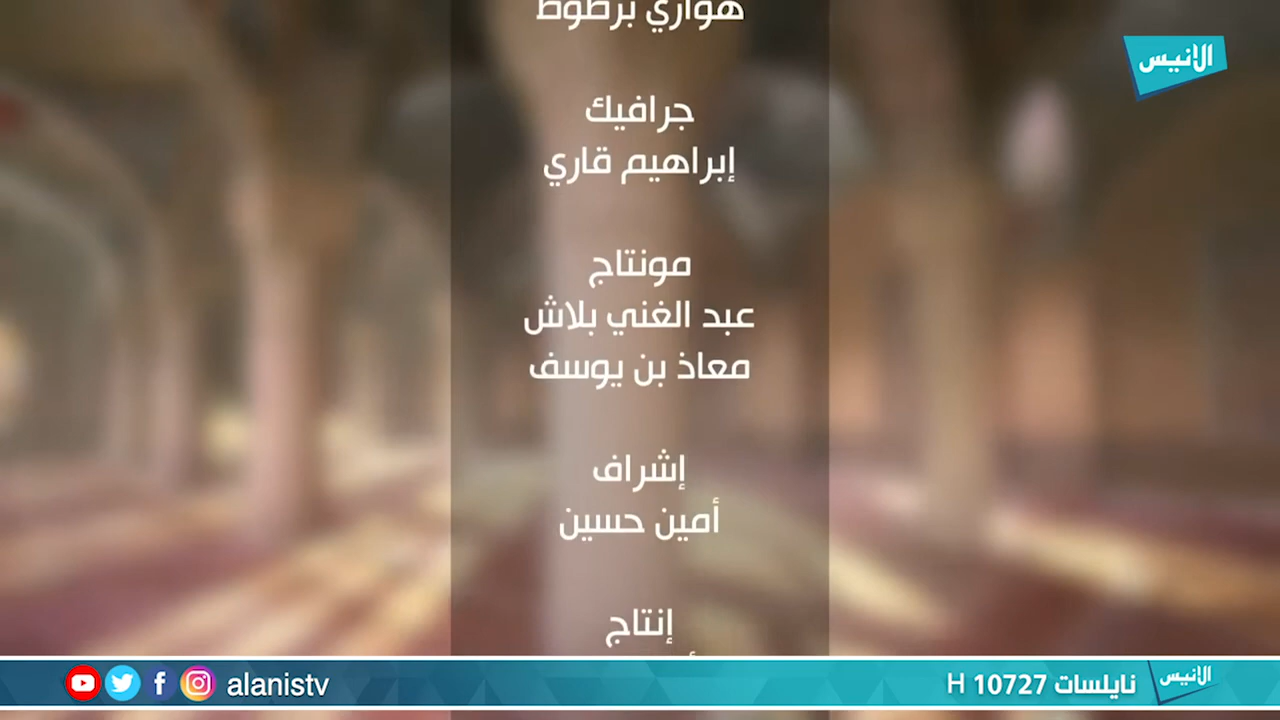 هواري برطوط
الانيس
جرافيك
إبراهيم قاري
مونتاج
عبد الغني بلاش
معاذ بن يوسف
إشراف
أمين حسين
إنتاج
alanistv
نايلسات 10727 H
الانيس